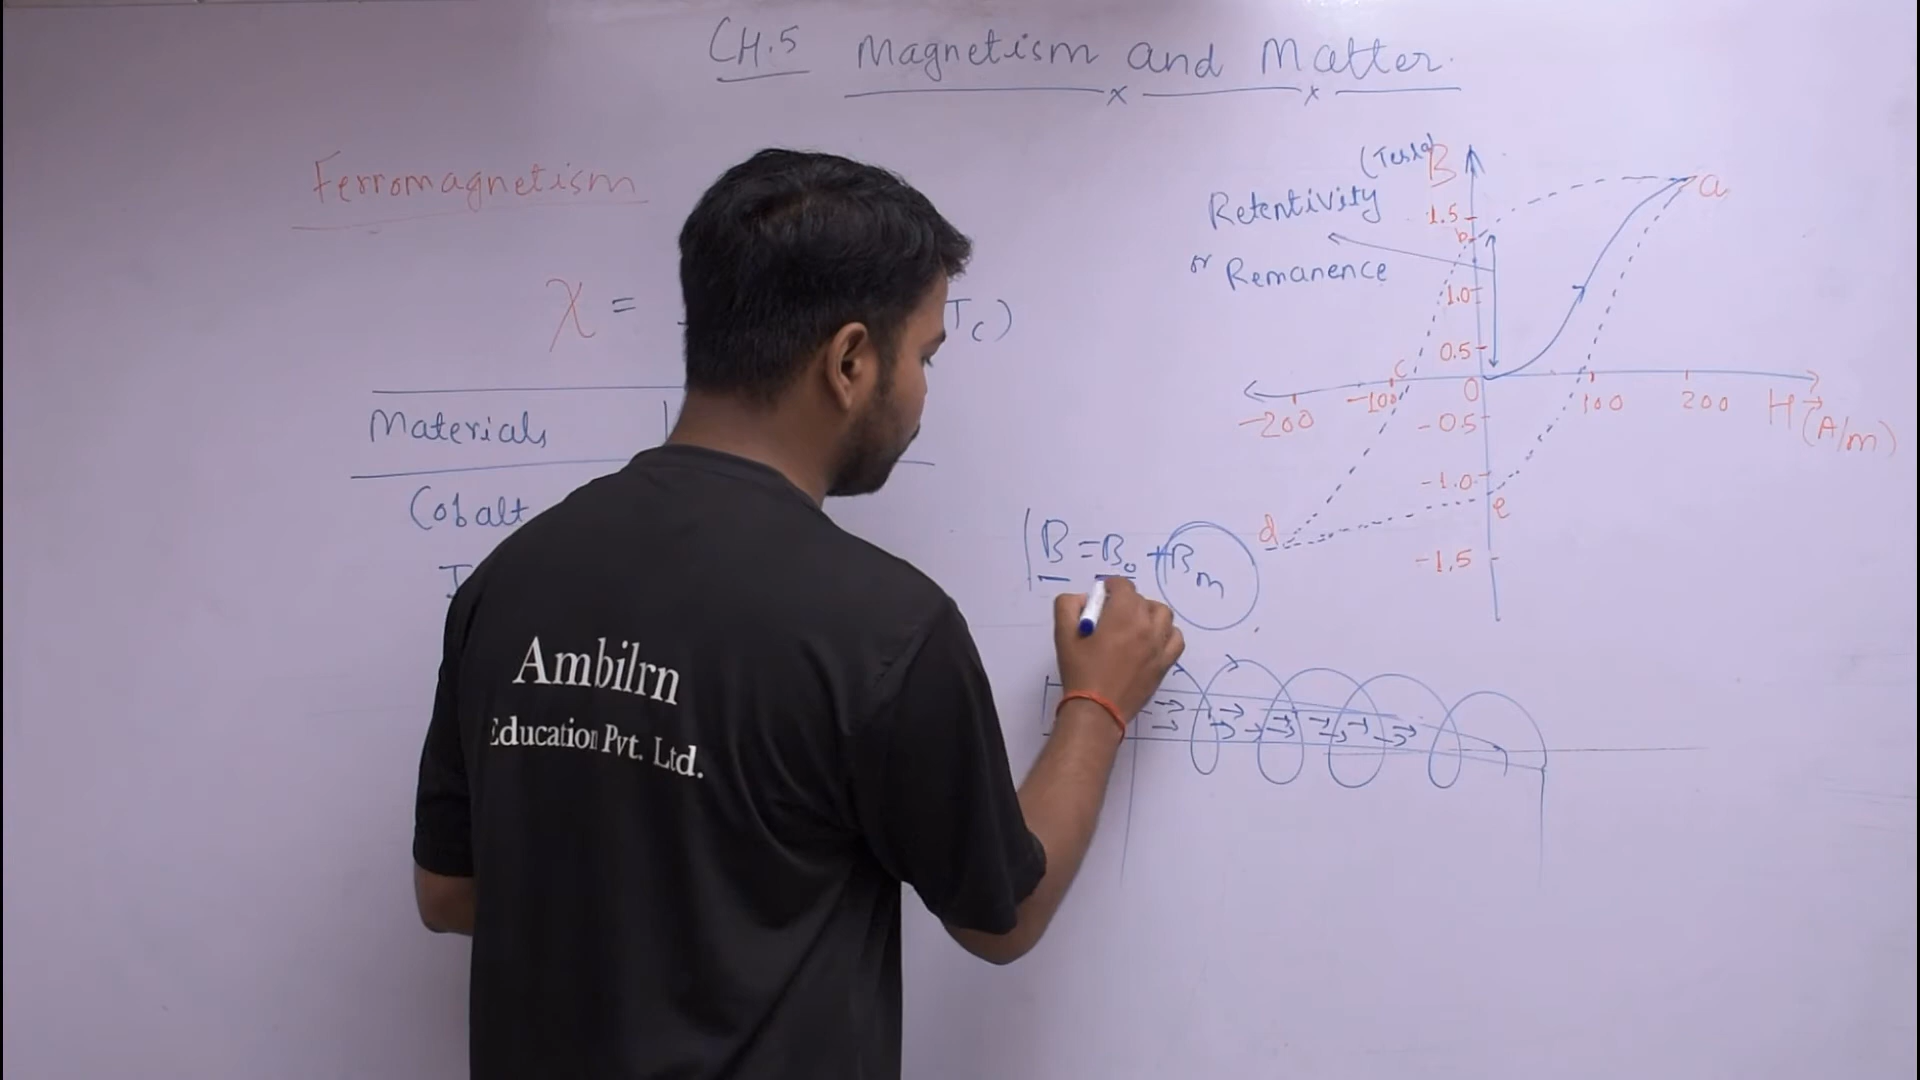 CH.5 Magnetism and Matter.
Ferromagnetism
χ =
T_C)
Materials
Cobalt
I
Ambilrn
Education Pvt. Ltd.
(Tesla) B
Retentivity
or Remanence
1.5
b
1.0
0.5
a
c
-200
-100
0
100
200
H (A/m)
-0.5
-1.0
e
d
-1.5
B = B₀ + Bm